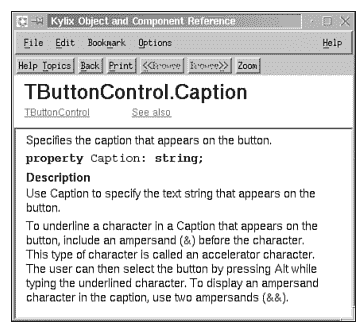 Kylix Object and Component Reference
File Edit Bookmark Options Help
Help Topics Back Print <<Browse Browse>> Zoom
TButtonControl.Caption
TButtonControl See also
Specifies the caption that appears on the button.
property Caption: string;
Description
Use Caption to specify the text string that appears on the
button.
To underline a character in a Caption that appears on the
button, include an ampersand (&) before the character.
This type of character is called an accelerator character.
The user can then select the button by pressing Alt while
typing the underlined character. To display an ampersand
character in the caption, use two ampersands (&&).